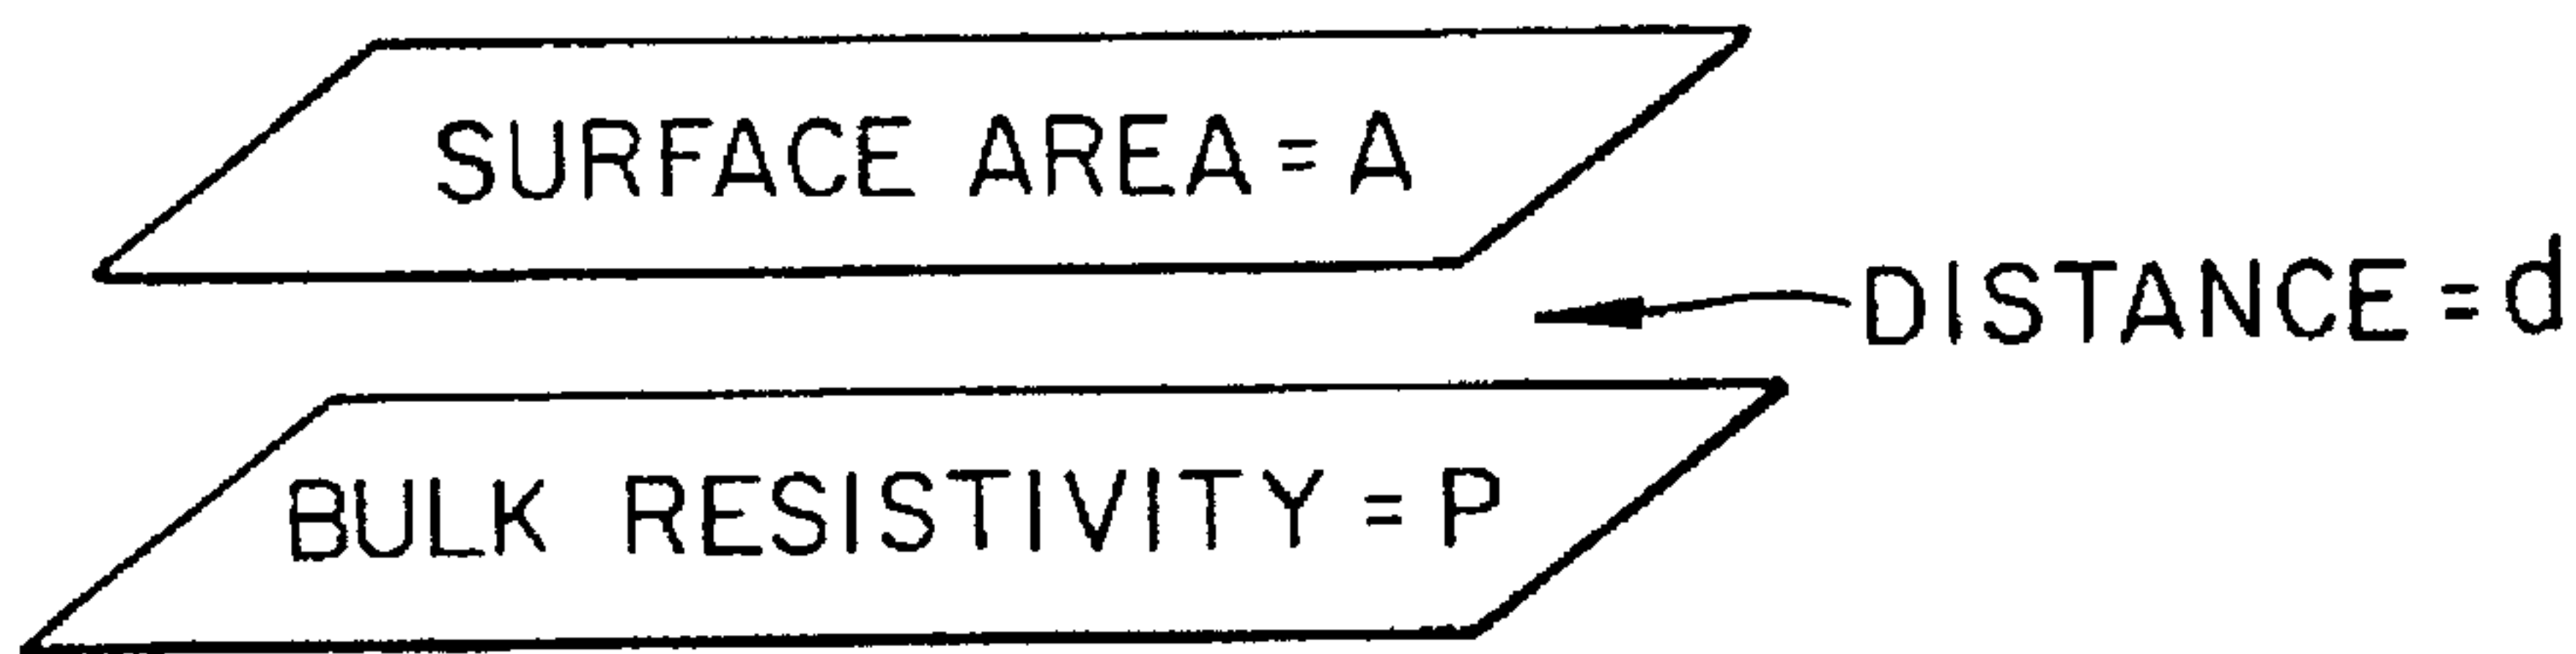 SURFACE AREA = A
DISTANCE = d
BULK RESISTIVITY = P